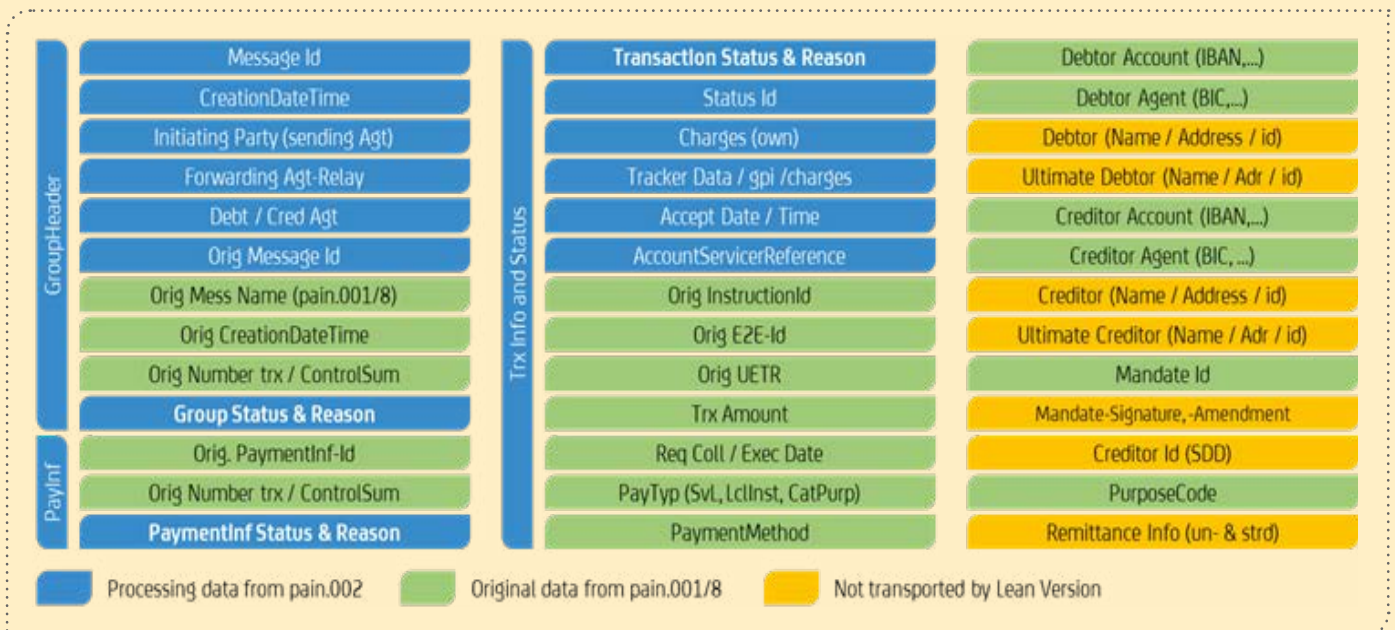 GroupHeader
Message Id
CreationDateTime
Initiating Party (sending Agt)
Forwarding Agt-Relay
Debt / Cred Agt
Orig Message Id
Orig Mess Name (pain.001/8)
Orig CreationDateTime
Orig Number trx / ControlSum
Group Status & Reason
PayInf
Orig. PaymentInf-Id
Orig Number trx / ControlSum
PaymentInf Status & Reason
Trx Info and Status
Transaction Status & Reason
Status Id
Charges (own)
Tracker Data / gpi /charges
Accept Date / Time
AccountServicerReference
Orig InstructionId
Orig E2E-Id
Orig UETR
Trx Amount
Req Coll / Exec Date
PayTyp (SvL, LclInst, CatPurp)
PaymentMethod
Debtor Account (IBAN,...)
Debtor Agent (BIC,...)
Debtor (Name / Address / id)
Ultimate Debtor (Name / Adr / id)
Creditor Account (IBAN,...)
Creditor Agent (BIC, ...)
Creditor (Name / Address / id)
Ultimate Creditor (Name / Adr / id)
Mandate Id
Mandate-Signature, -Amendment
Creditor Id (SDD)
PurposeCode
Remittance Info (un- & strd)
Processing data from pain.002
Original data from pain.001/8
Not transported by Lean Version